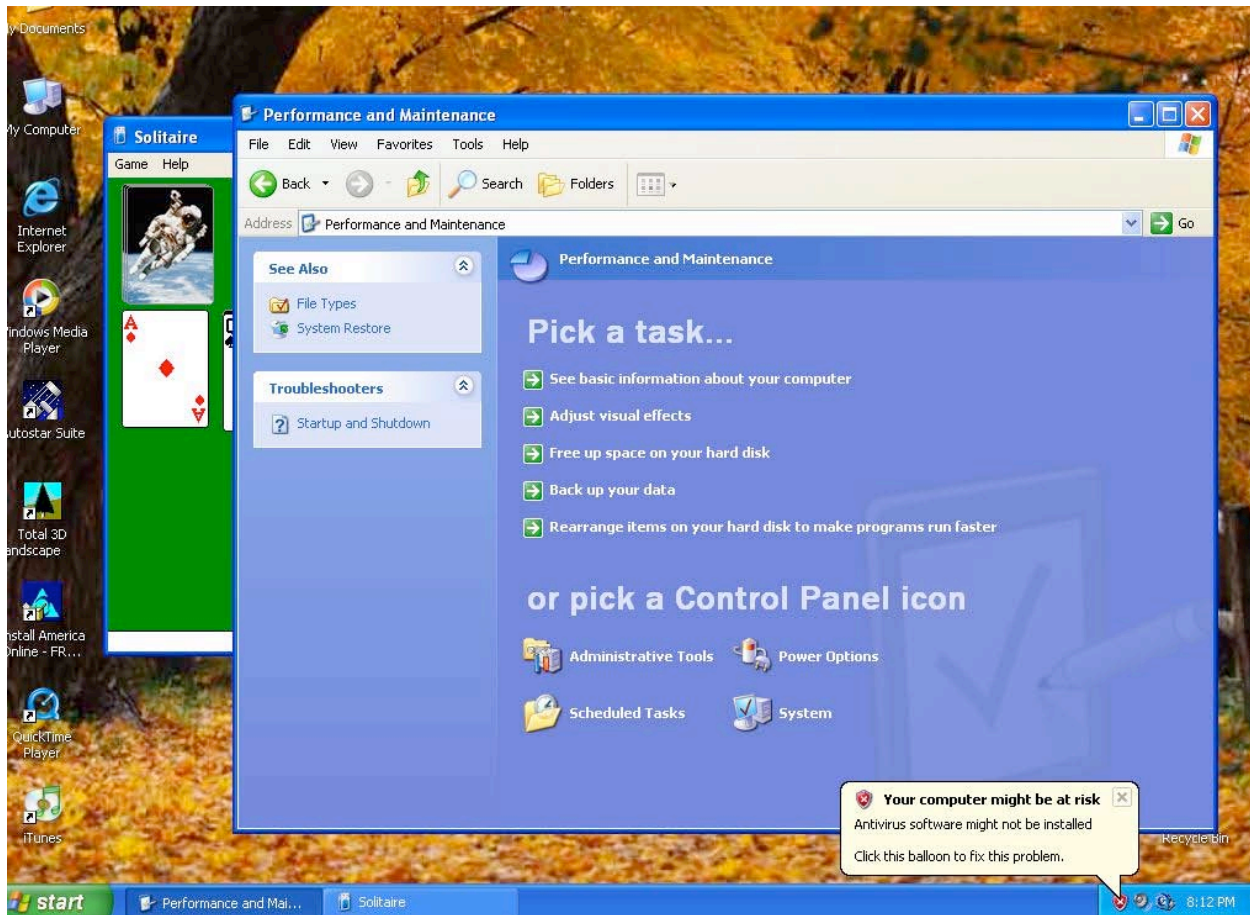 y Documents
My Computer
Internet
Explorer
indows Media
Player
utostar Suite
Total 3D
andscape
nstall America
Online - FR...
QuickTime
Player
iTunes
Solitaire
Game Help
A
A
Performance and Maintenance
File Edit View Favorites Tools Help
Back Search Folders
Address Performance and Maintenance Go
See Also
File Types
System Restore
Troubleshooters
Startup and Shutdown
Performance and Maintenance
Pick a task...
See basic information about your computer
Adjust visual effects
Free up space on your hard disk
Back up your data
Rearrange items on your hard disk to make programs run faster
or pick a Control Panel icon
Administrative Tools Power Options
Scheduled Tasks System
Your computer might be at risk
Antivirus software might not be installed
Click this balloon to fix this problem.
Recycle Bin
start Performance and Mai... Solitaire 8:12 PM